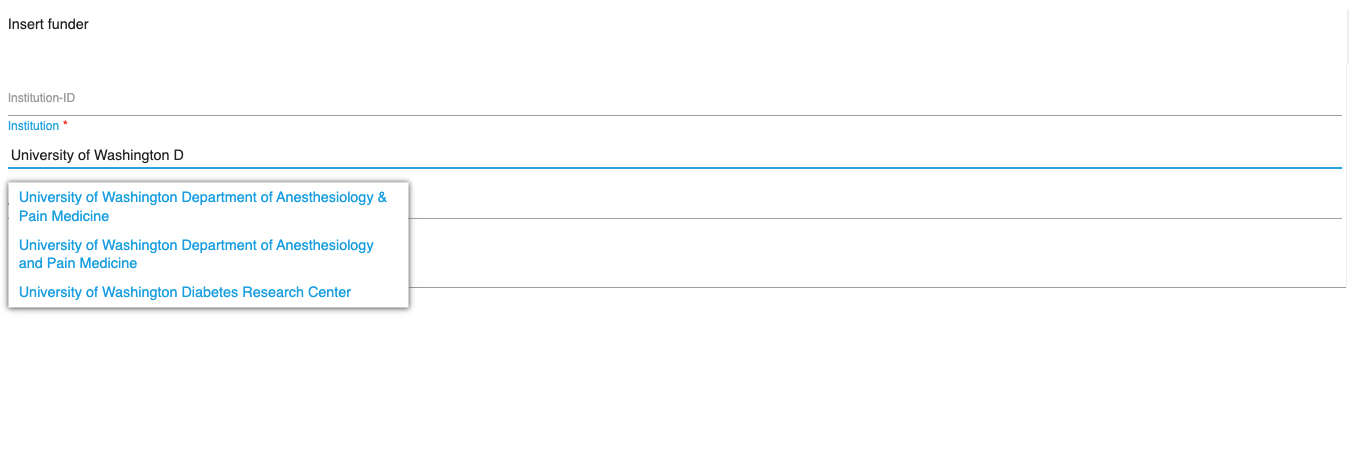 Insert funder
Institution-ID
Institution *
University of Washington D
University of Washington Department of Anesthesiology &
Pain Medicine
University of Washington Department of Anesthesiology
and Pain Medicine
University of Washington Diabetes Research Center